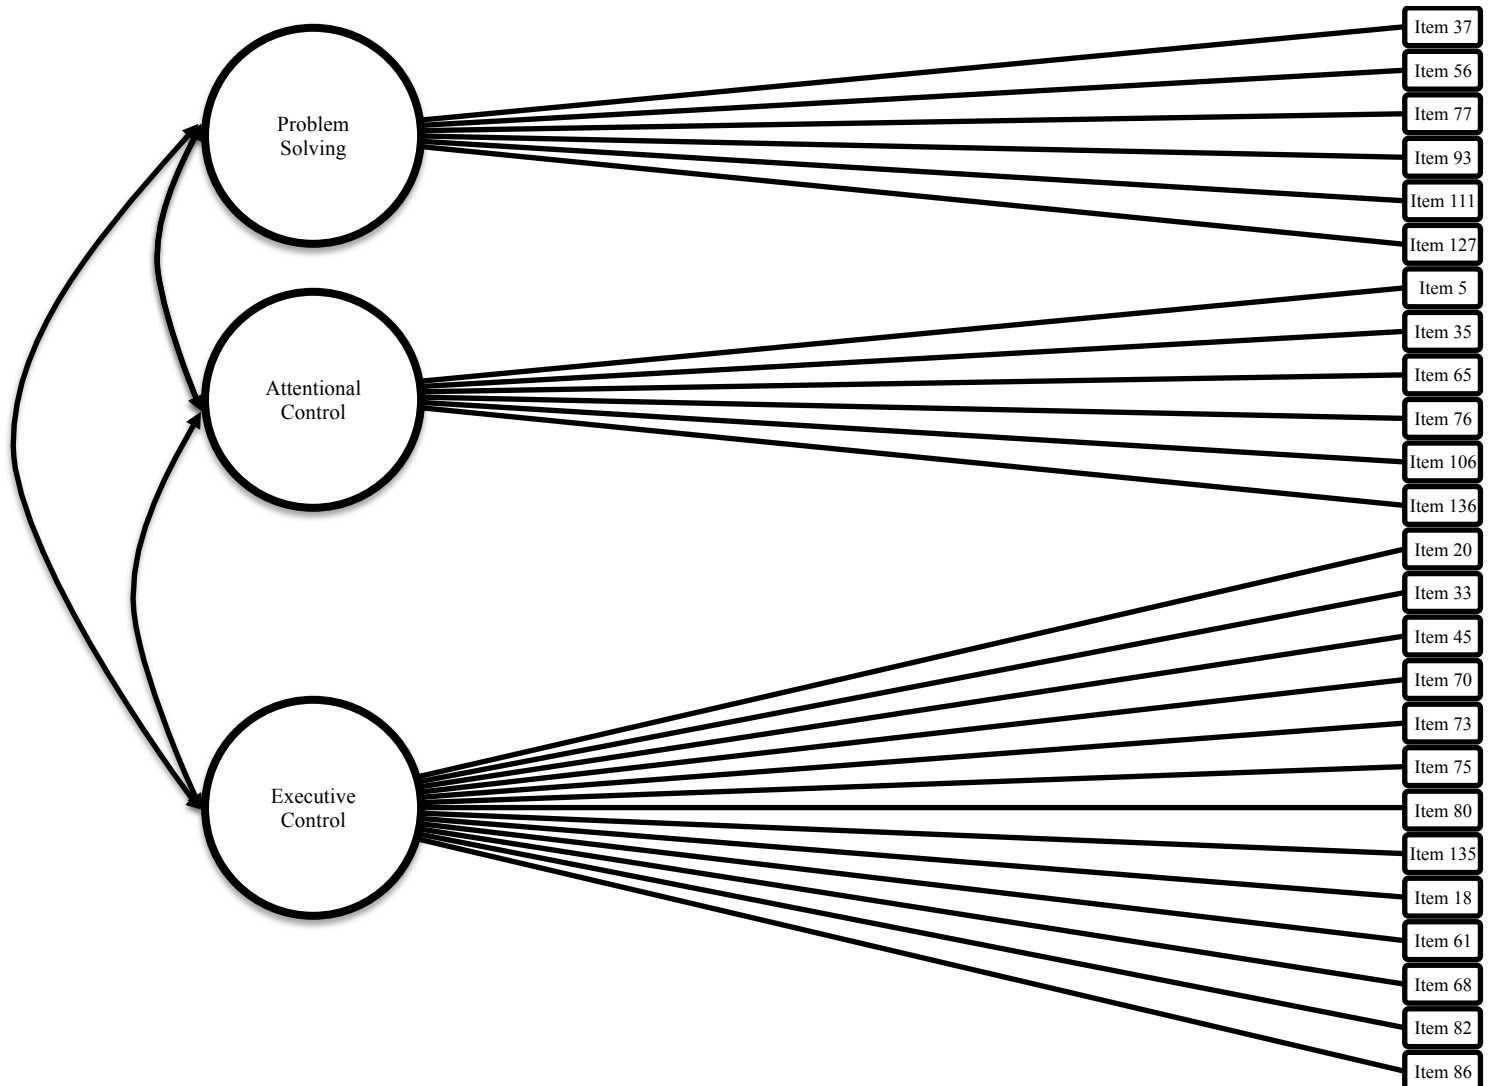 Problem
Solving
Attentional
Control
Executive
Control
Item 37
Item 56
Item 77
Item 93
Item 111
Item 127
Item 5
Item 35
Item 65
Item 76
Item 106
Item 136
Item 20
Item 33
Item 45
Item 70
Item 73
Item 75
Item 80
Item 135
Item 18
Item 61
Item 68
Item 82
Item 86